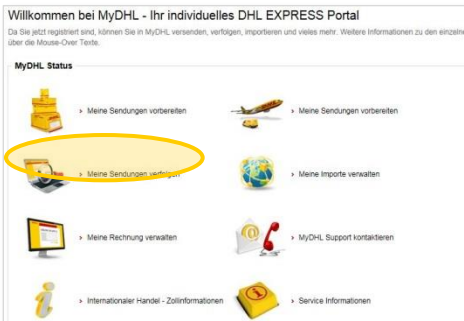 Willkommen bei MyDHL - Ihr individuelles DHL EXPRESS Portal
Da Sie jetzt registriert sind, können Sie in MyDHL versenden, verfolgen, importieren und vieles mehr. Weitere Informationen zu den
über die Mouse-Over Texte.
MyDHL Status
› Meine Sendungen vorbereiten
› Meine Sendungen vorbereiten
› Meine Sendungen verfolgen
› Meine Importe verwalten
› Meine Rechnung verwalten
› MyDHL Support kontaktieren
› Internationaler Handel - Zollinformationen
› Service Informationen